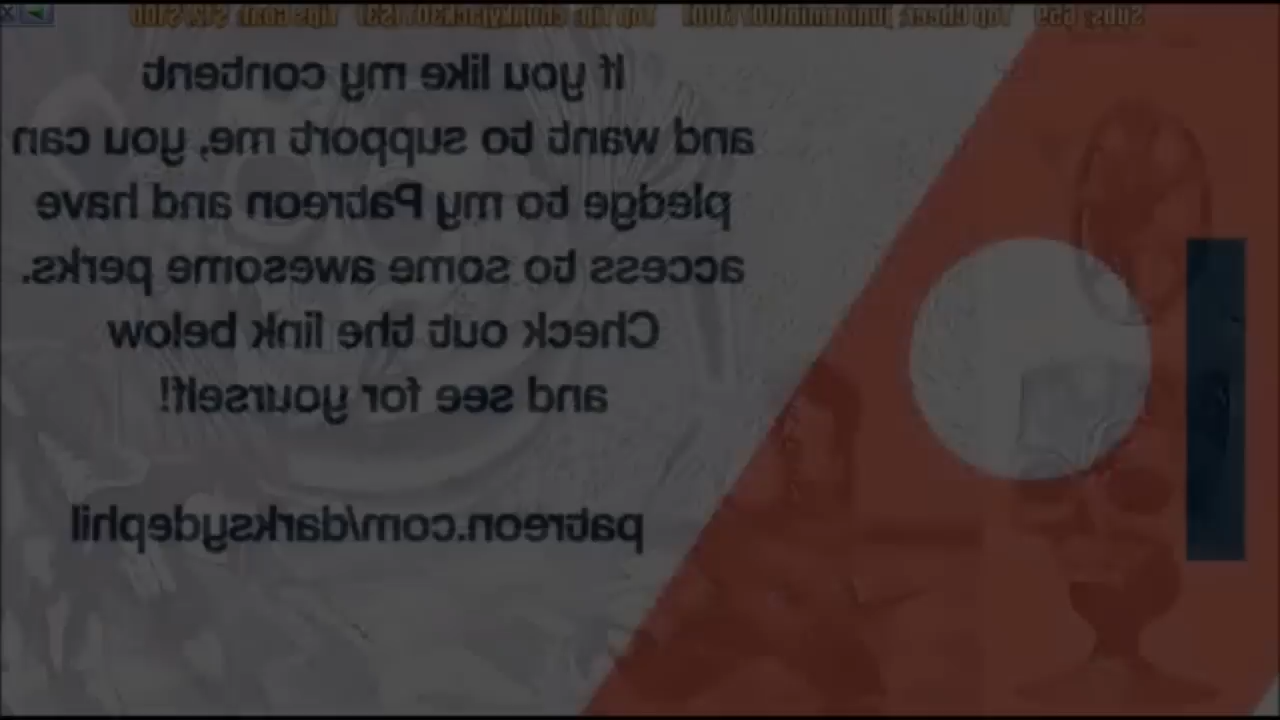 If you like my content
and want to support me, you can
pledge to my Patreon and have
access to some awesome perks.
Check out the link below
and see for yourself!
patreon.com/darksydephil